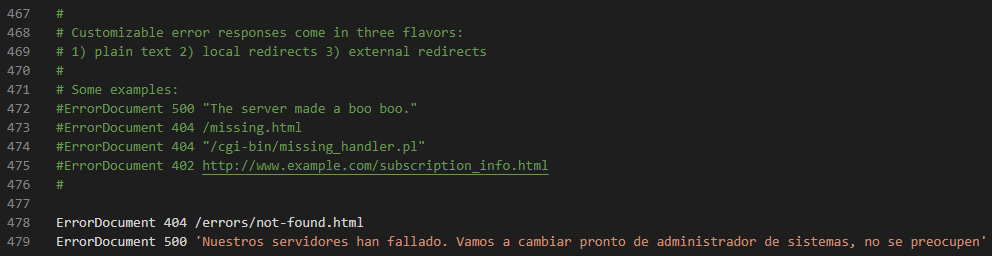 467 #
468 # Customizable error responses come in three flavors:
469 # 1) plain text 2) local redirects 3) external redirects
470 #
471 # Some examples:
472 #ErrorDocument 500 "The server made a boo boo."
473 #ErrorDocument 404 /missing.html
474 #ErrorDocument 404 "/cgi-bin/missing_handler.pl"
475 #ErrorDocument 402 http://www.example.com/subscription_info.html
476 #
477
478 ErrorDocument 404 /errors/not-found.html
479 ErrorDocument 500 'Nuestros servidores han fallado. Vamos a cambiar pronto de administrador de sistemas, no se preocupen'